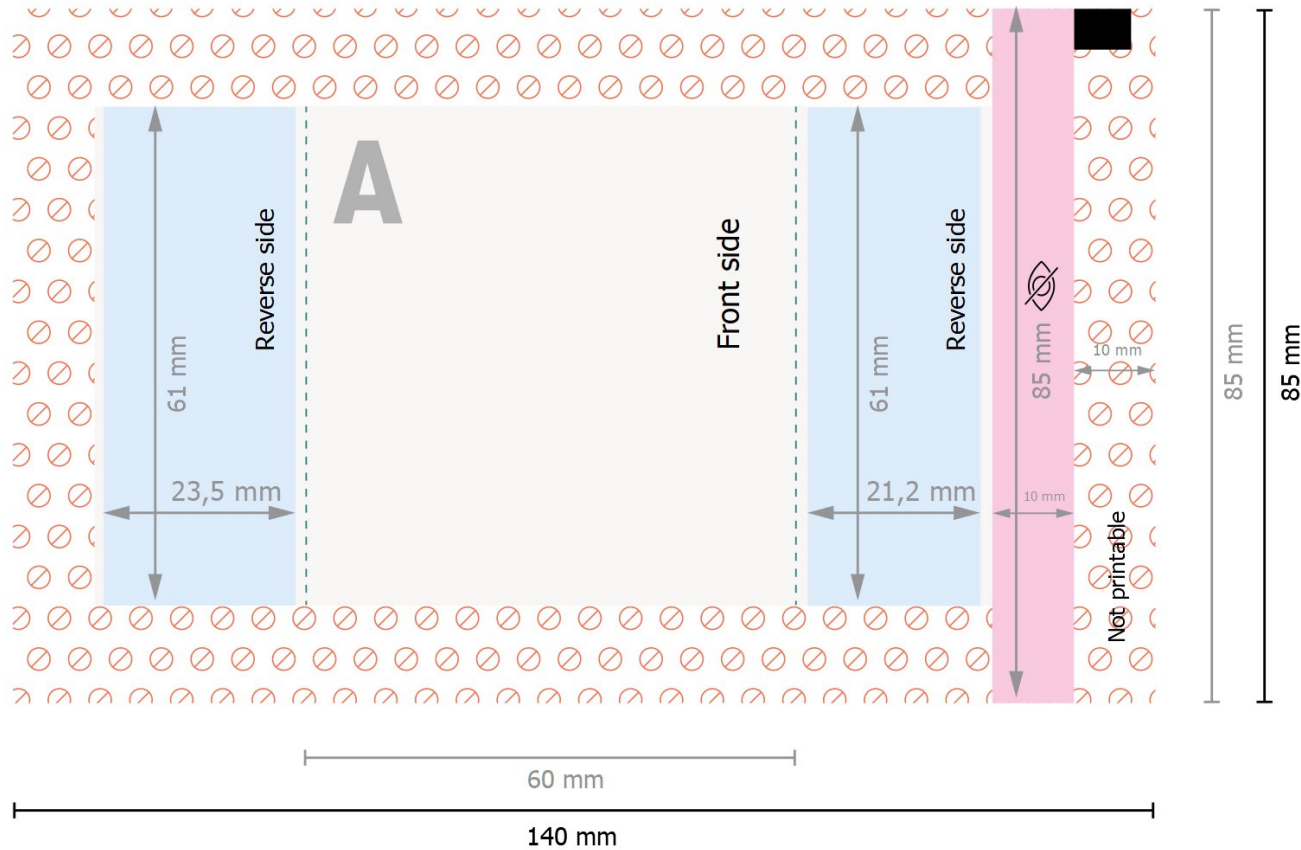 A
Reverse side
61 mm
23,5 mm
Front side
Reverse side
61 mm
21,2 mm
85 mm
10 mm
10 mm
Not printable
85 mm
85 mm
60 mm
140 mm